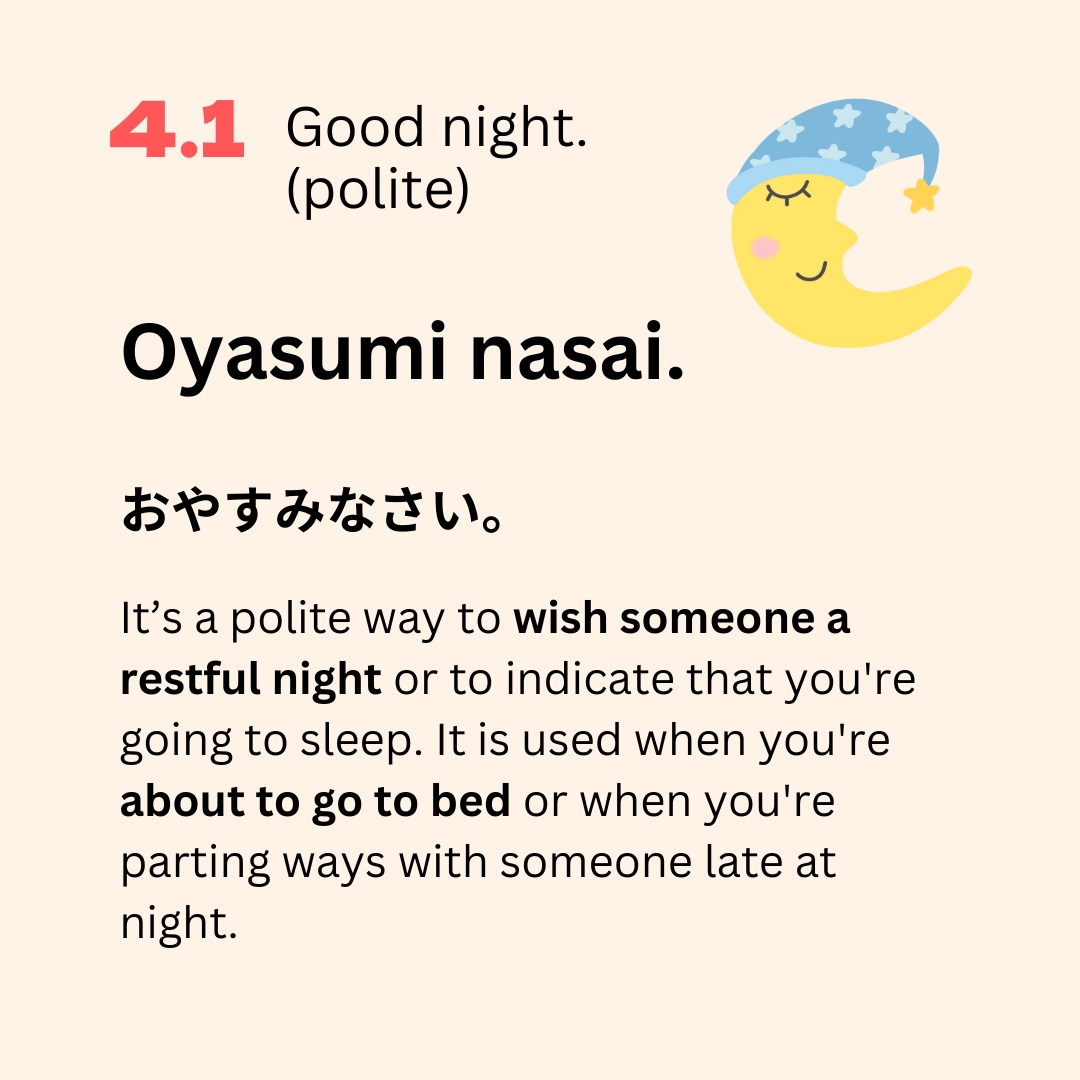 4.1 Good night.
(polite)
Oyasumi nasai.
おやすみなさい。
It’s a polite way to wish someone a
restful night or to indicate that you're
going to sleep. It is used when you're
about to go to bed or when you're
parting ways with someone late at
night.